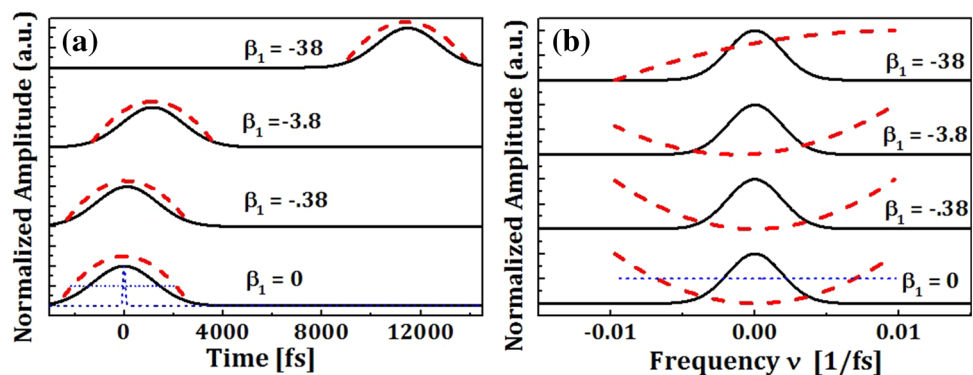 (a)
Normalized Amplitude (a.u.)
β1 = -38
β1 = -3.8
β1 = -.38
β1 = 0
0 4000 8000 12000
Time [fs]
(b)
Normalized Amplitude (a.u.)
β1 = -38
β1 = -3.8
β1 = -.38
β1 = 0
-0.01 0.00 0.01
Frequency ν [1/fs]